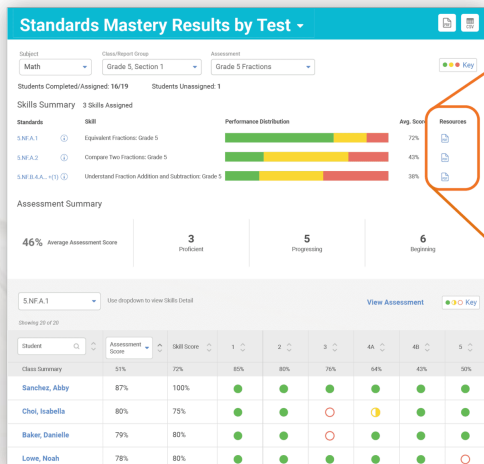 Standards Mastery Results by Test
PDF CSV
Subject Class/Report Group Assessment
Math Grade 5, Section 1 Grade 5 Fractions Key
Students Completed/Assigned: 16/19 Students Unassigned: 1
Skills Summary 3 Skills Assigned
Standards Skill Performance Distribution Avg. Score Resources
5.NF.A.1 Equivalent Fractions: Grade 5 72%
5.NF.A.2 Compare Two Fractions: Grade 5 43%
5.NF.B.4.A... +(1) Understand Fraction Addition and Subtraction: Grade 5 38%
Assessment Summary
46% Average Assessment Score 3 5 6
Proficient Progressing Beginning
5.NF.A.1 Use dropdown to view Skills Detail View Assessment Key
Showing 20 of 20
Student Assessment Score Skill Score 1 2 3 4A 4B 5
Class Summary 51% 72% 85% 80% 76% 64% 43% 50%
Sanchez, Abby 87% 100%
Choi, Isabella 80% 75%
Baker, Danielle 79% 80%
Lowe, Noah 78% 80%